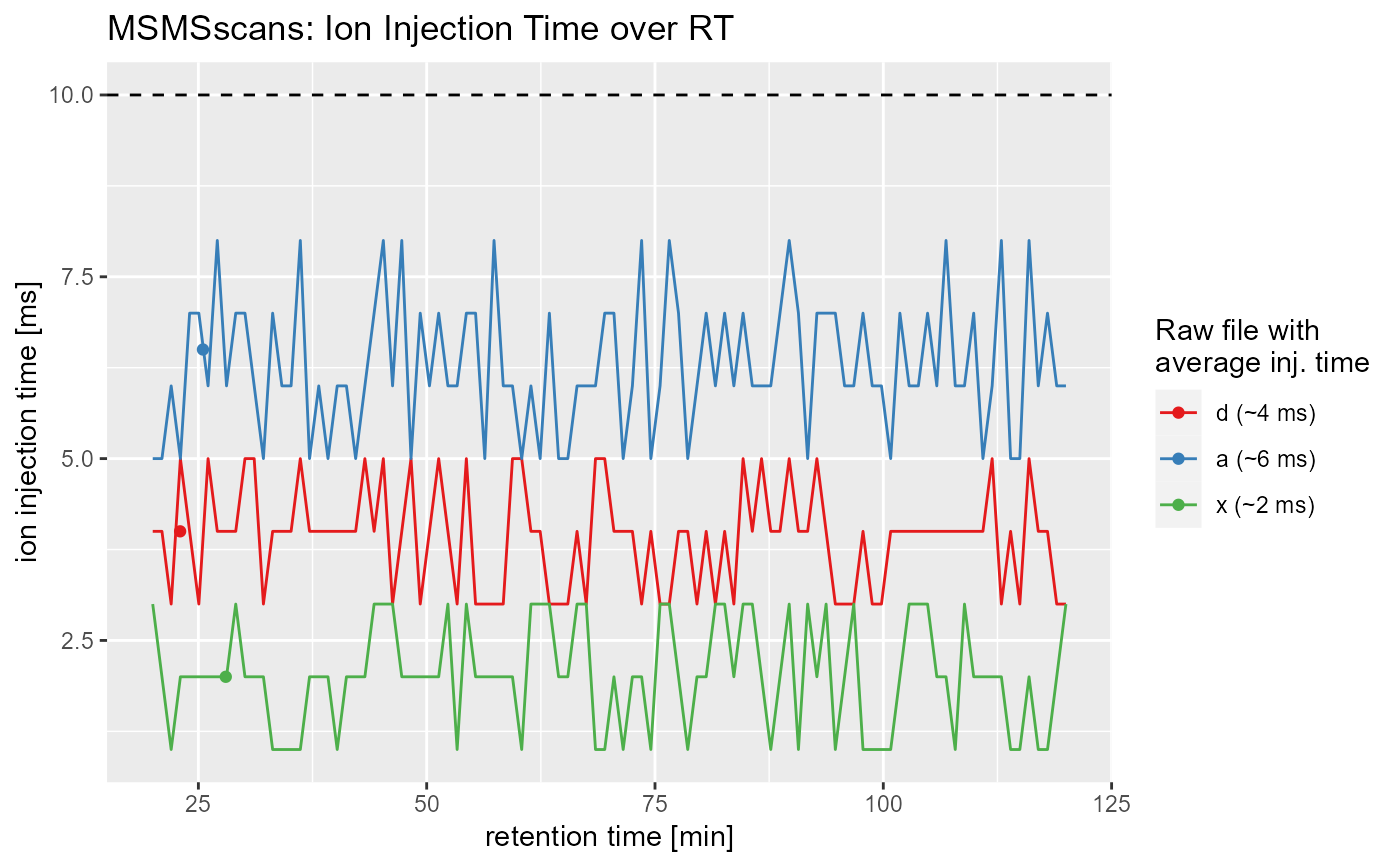 MSMSscans: Ion Injection Time over RT
10.0
7.5
5.0
2.5
ion injection time [ms]
25 50 75 100 125
retention time [min]
Raw file with
average inj. time
d (~4 ms)
a (~6 ms)
x (~2 ms)